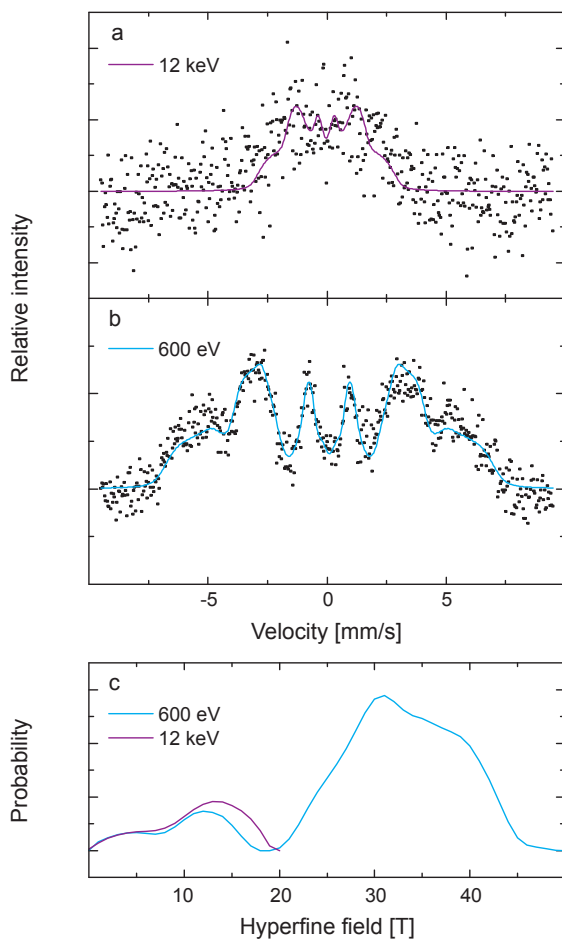 a
12 keV
Relative intensity
b
600 eV
-5 0 5
Velocity [mm/s]
c
600 eV
12 keV
Probability
10 20 30 40
Hyperfine field [T]